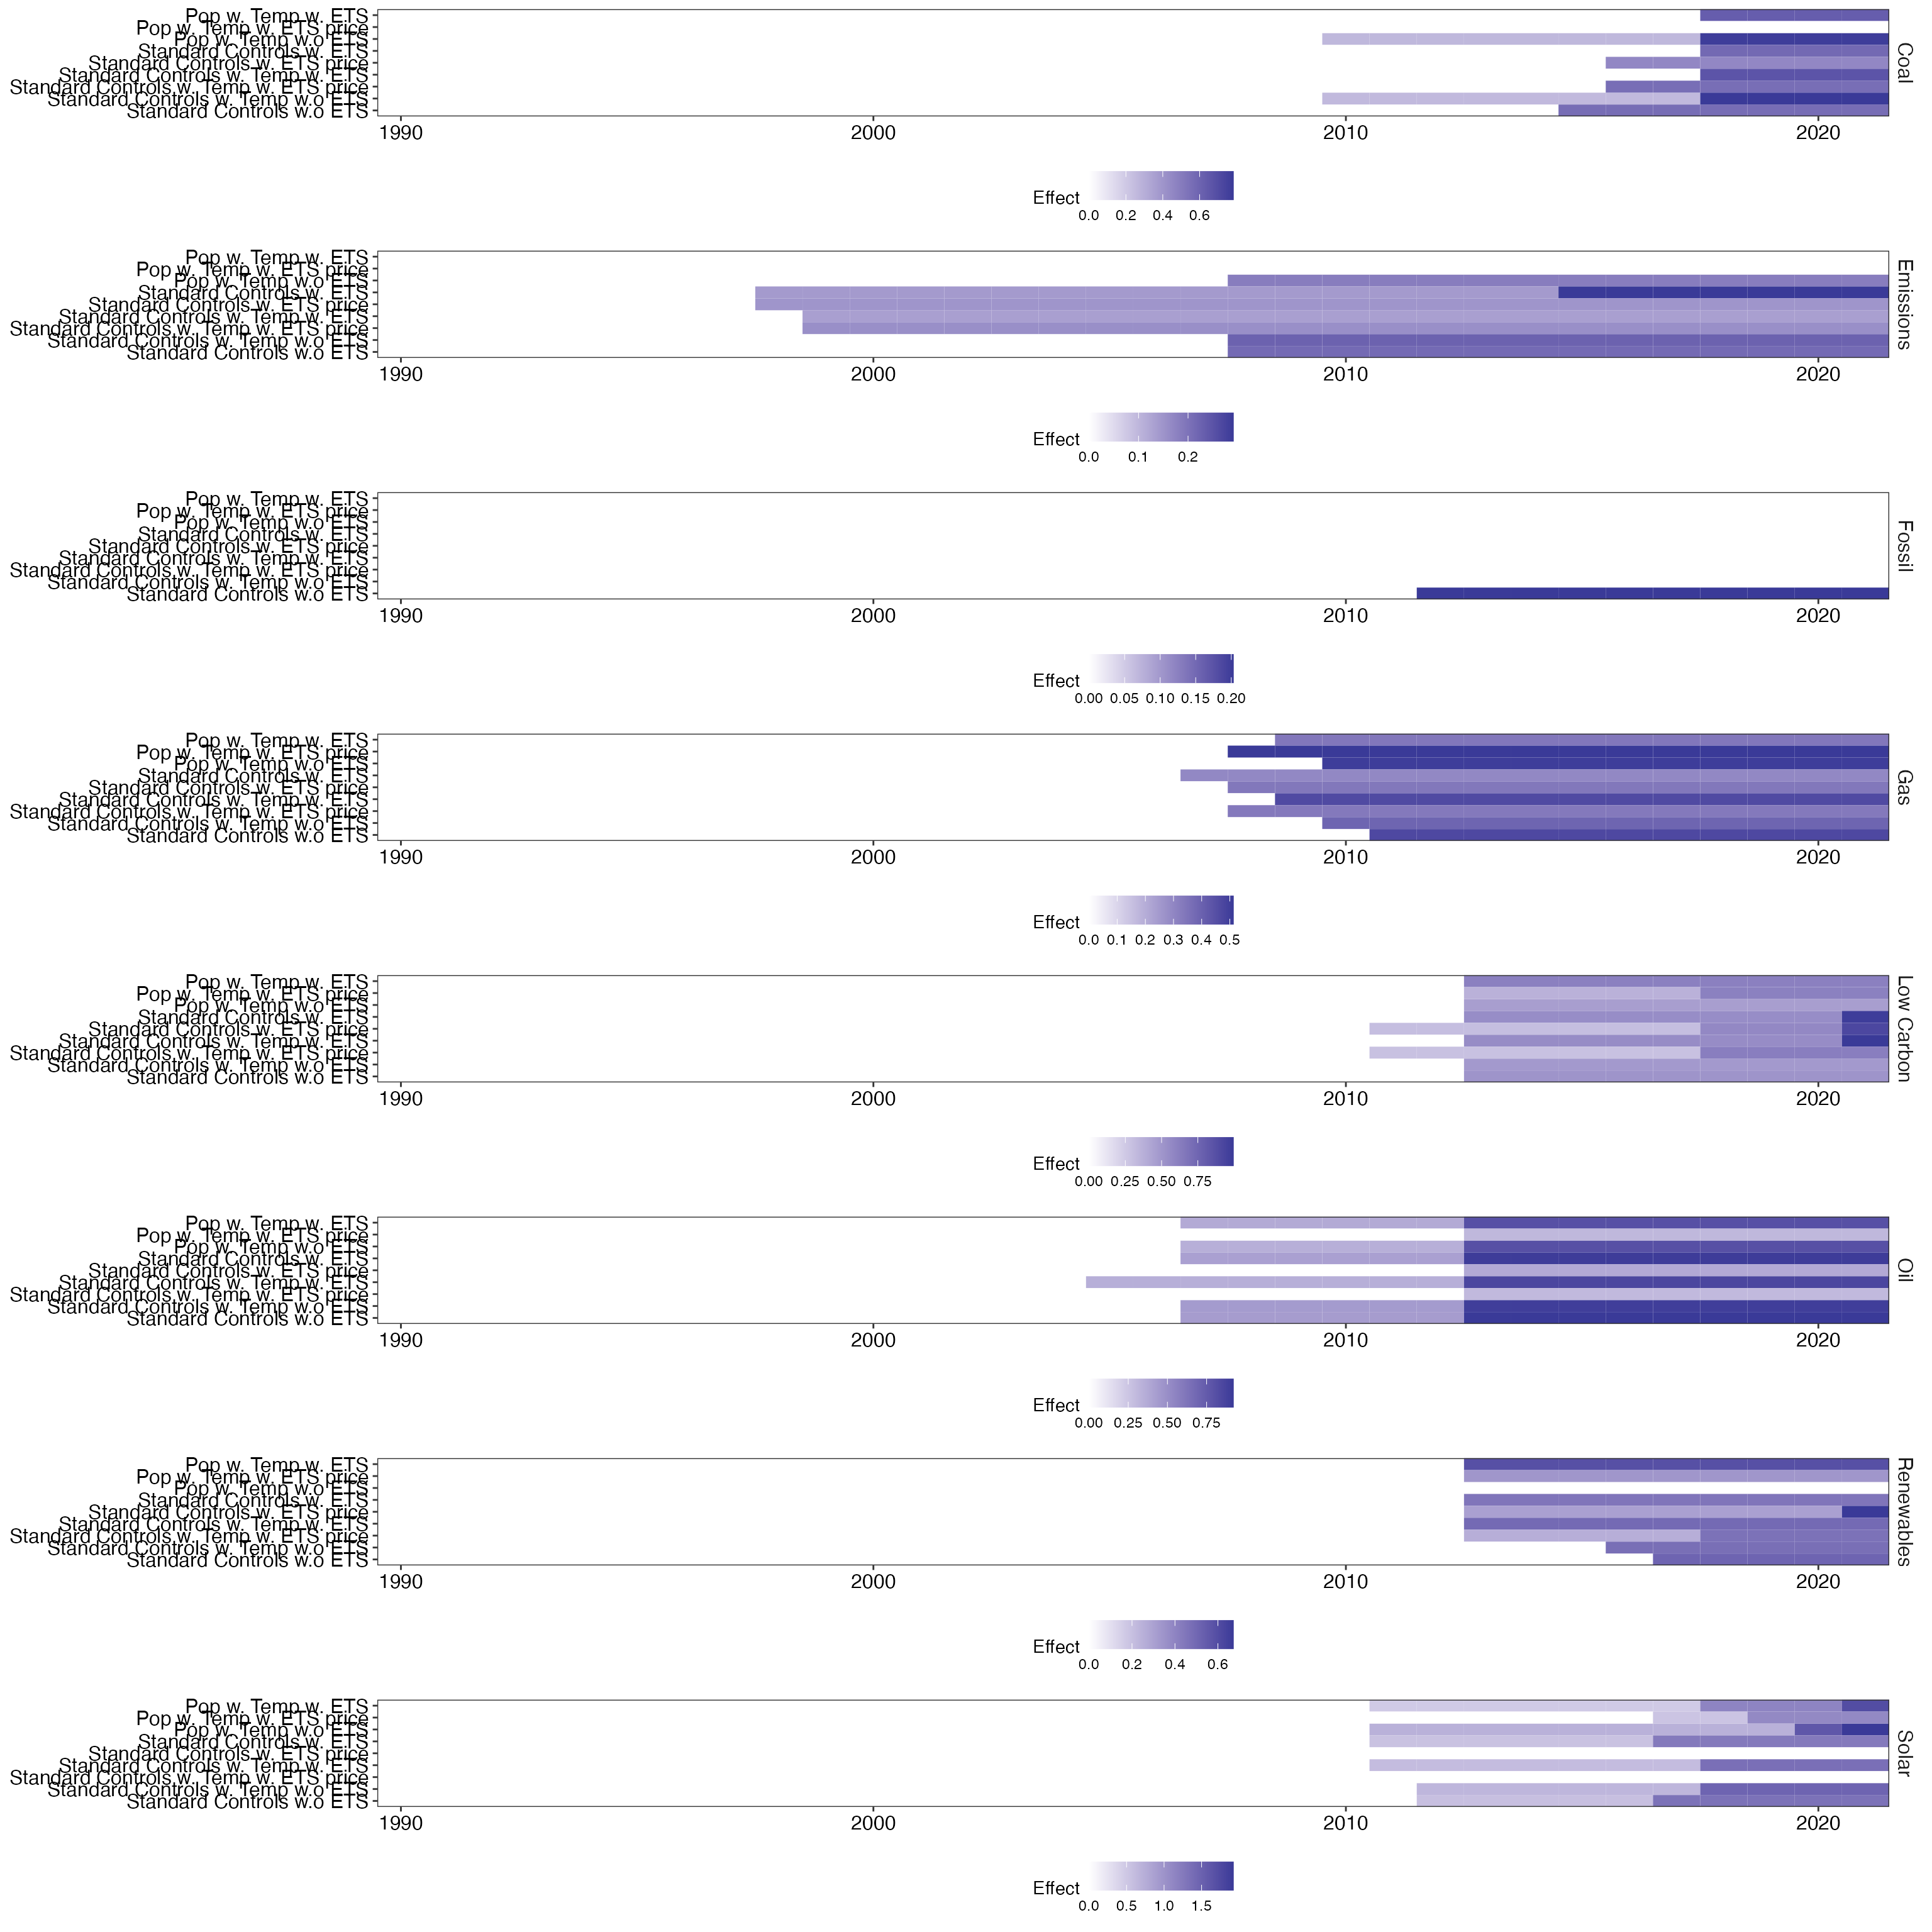 Pop w. Temp w. ETS
Pop w. Temp w. ETS price
Pop w. Temp w.o ETS
Standard Controls w. ETS
Standard Controls w. ETS price
Standard Controls w. Temp w. ETS
Standard Controls w. Temp w. ETS price
Standard Controls w. Temp w.o ETS
Standard Controls w.o ETS
Coal
1990 2000 2010 2020
Effect
0.0 0.2 0.4 0.6
Pop w. Temp w. ETS
Pop w. Temp w. ETS price
Pop w. Temp w.o ETS
Standard Controls w. ETS
Standard Controls w. ETS price
Standard Controls w. Temp w. ETS
Standard Controls w. Temp w. ETS price
Standard Controls w. Temp w.o ETS
Standard Controls w.o ETS
Emissions
1990 2000 2010 2020
Effect
0.0 0.1 0.2
Pop w. Temp w. ETS
Pop w. Temp w. ETS price
Pop w. Temp w.o ETS
Standard Controls w. ETS
Standard Controls w. ETS price
Standard Controls w. Temp w. ETS
Standard Controls w. Temp w. ETS price
Standard Controls w. Temp w.o ETS
Standard Controls w.o ETS
Fossil
1990 2000 2010 2020
Effect
0.00 0.05 0.10 0.15 0.20
Pop w. Temp w. ETS
Pop w. Temp w. ETS price
Pop w. Temp w.o ETS
Standard Controls w. ETS
Standard Controls w. ETS price
Standard Controls w. Temp w. ETS
Standard Controls w. Temp w. ETS price
Standard Controls w. Temp w.o ETS
Standard Controls w.o ETS
Gas
1990 2000 2010 2020
Effect
0.0 0.1 0.2 0.3 0.4 0.5
Pop w. Temp w. ETS
Pop w. Temp w. ETS price
Pop w. Temp w.o ETS
Standard Controls w. ETS
Standard Controls w. ETS price
Standard Controls w. Temp w. ETS
Standard Controls w. Temp w. ETS price
Standard Controls w. Temp w.o ETS
Standard Controls w.o ETS
Low Carbon
1990 2000 2010 2020
Effect
0.00 0.25 0.50 0.75
Pop w. Temp w. ETS
Pop w. Temp w. ETS price
Pop w. Temp w.o ETS
Standard Controls w. ETS
Standard Controls w. ETS price
Standard Controls w. Temp w. ETS
Standard Controls w. Temp w. ETS price
Standard Controls w. Temp w.o ETS
Standard Controls w.o ETS
Oil
1990 2000 2010 2020
Effect
0.00 0.25 0.50 0.75
Pop w. Temp w. ETS
Pop w. Temp w. ETS price
Pop w. Temp w.o ETS
Standard Controls w. ETS
Standard Controls w. ETS price
Standard Controls w. Temp w. ETS
Standard Controls w. Temp w. ETS price
Standard Controls w. Temp w.o ETS
Standard Controls w.o ETS
Renewables
1990 2000 2010 2020
Effect
0.0 0.2 0.4 0.6
Pop w. Temp w. ETS
Pop w. Temp w. ETS price
Pop w. Temp w.o ETS
Standard Controls w. ETS
Standard Controls w. ETS price
Standard Controls w. Temp w. ETS
Standard Controls w. Temp w. ETS price
Standard Controls w. Temp w.o ETS
Standard Controls w.o ETS
Solar
1990 2000 2010 2020
Effect
0.0 0.5 1.0 1.5